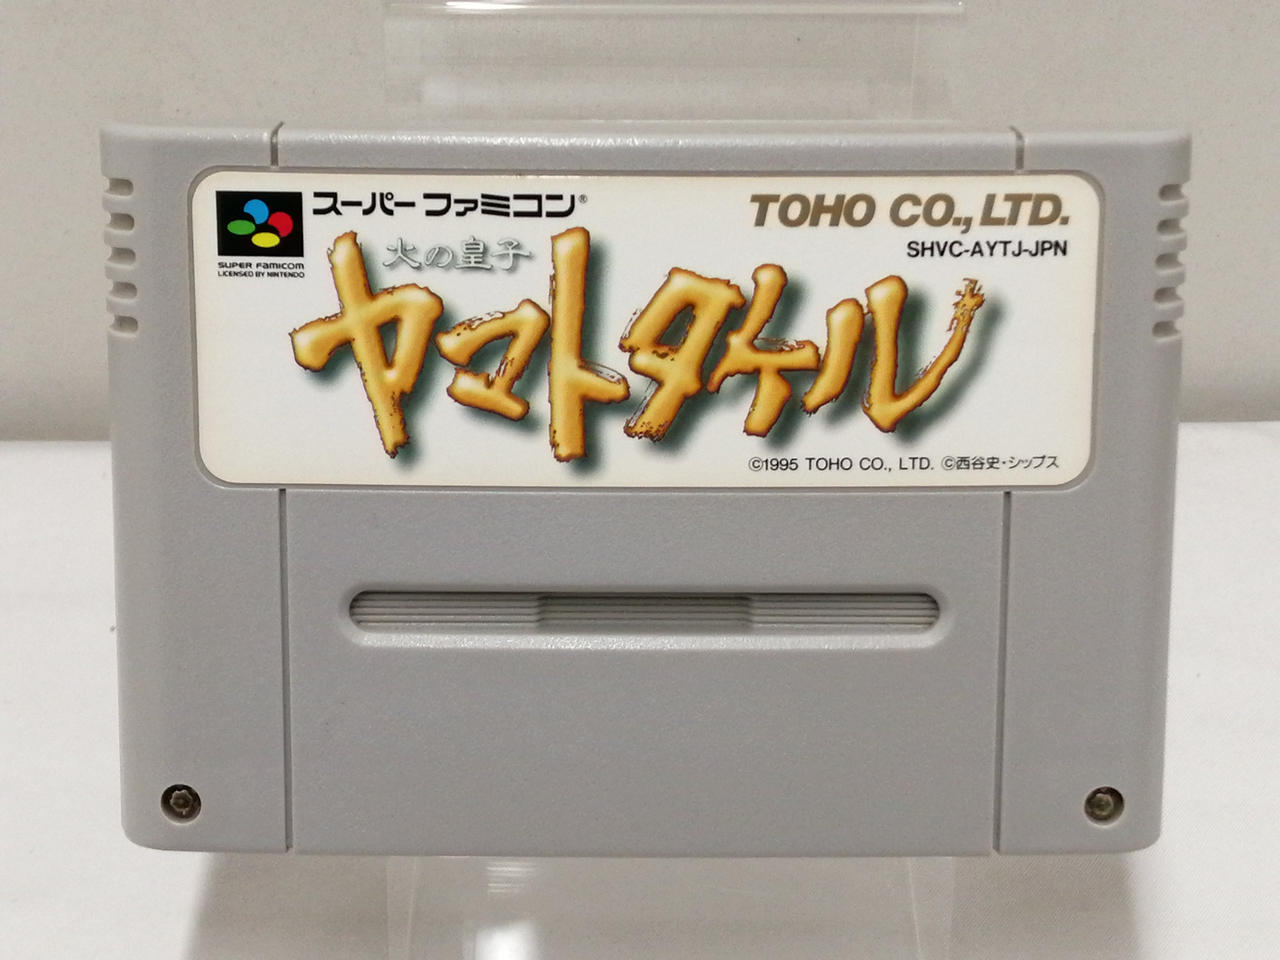 スーパーファミコン®
TOHO CO., LTD.
SHVC-AYTJ-JPN
SUPER FAMICOM
LICENSED BY NINTENDO
火の皇子
ヤマトタケル
©1995 TOHO CO., LTD. ©西谷史・シップス